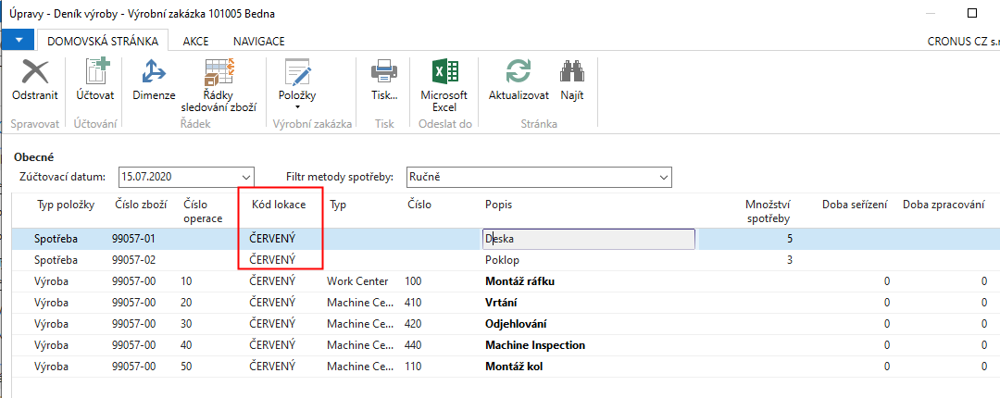 Úpravy - Deník výroby - Výrobní zakázka 101005 Bedna
DOMOVSKÁ STRÁNKA AKCE NAVIGACE CRONUS CZ s.r
Odstranit Účtovat Dimenze Řádky sledování zboží Položky Tisk... Microsoft Excel Aktualizovat Najít
Spravovat Účtování Řádek Výrobní zakázka Tisk Odeslat do Stránka
Obecné
Zúčtovací datum: 15.07.2020 Filtr metody spotřeby: Ručně
Typ položky Číslo zboží Číslo operace Kód lokace Typ Číslo Popis Množství spotřeby Doba seřízení Doba zpracování
Spotřeba 99057-01 ČERVENÝ Deska 5
Spotřeba 99057-02 ČERVENÝ Poklop 3
Výroba 99057-00 10 ČERVENÝ Work Center 100 Montáž ráfku 0 0
Výroba 99057-00 20 ČERVENÝ Machine Ce... 410 Vrtání 0 0
Výroba 99057-00 30 ČERVENÝ Machine Ce... 420 Odjehlování 0 0
Výroba 99057-00 40 ČERVENÝ Machine Ce... 440 Machine Inspection 0 0
Výroba 99057-00 50 ČERVENÝ Machine Ce... 110 Montáž kol 0 0